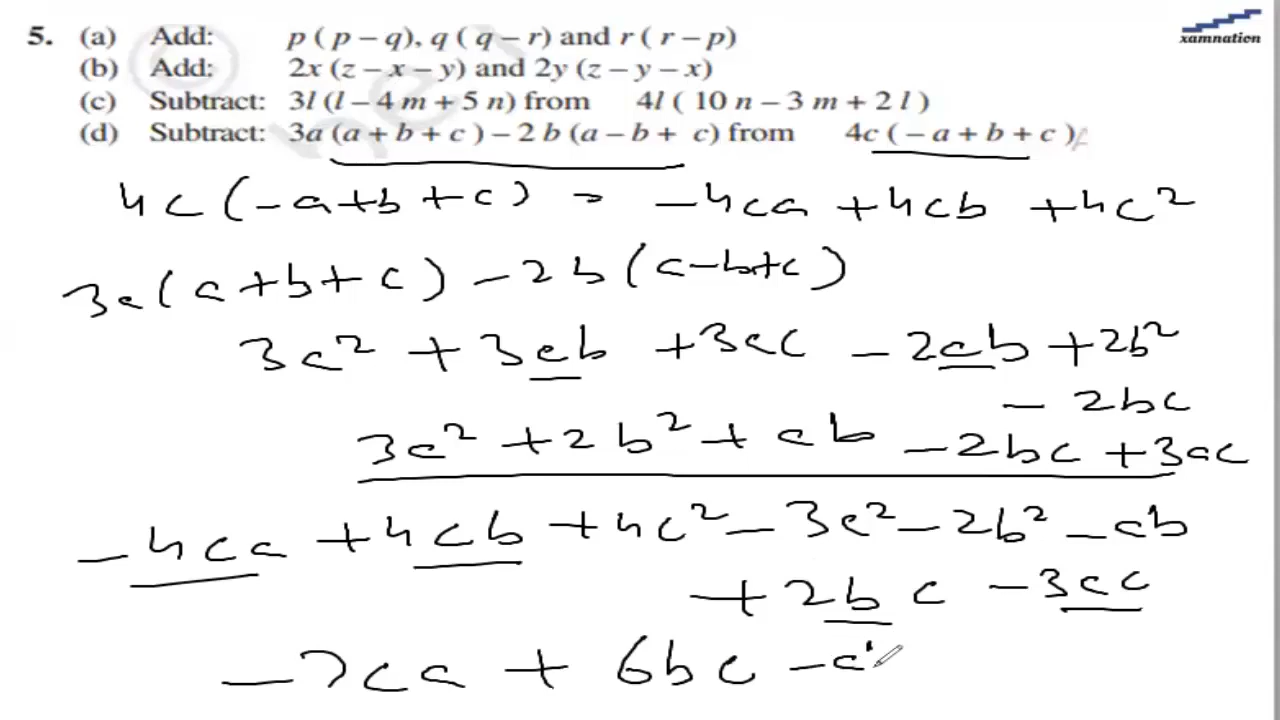 xamnation
5. (a) Add: p ( p – q), q ( q – r) and r ( r – p)
(b) Add: 2x (z – x – y) and 2y (z – y – x)
(c) Subtract: 3l (l – 4 m + 5 n) from 4l ( 10 n – 3 m + 2 l )
(d) Subtract: 3a (a + b + c ) – 2 b (a – b + c) from 4c ( – a + b + c )
4c (-a+b+c) = -4ca +4cb +4c²
3a(a+b+c) -2b(a-b+c)
3a² +3ab +3ac -2ab +2b²
- 2bc
3a² +2b² + ab -2bc +3ac
-4ca +4cb +4c² -3a² -2b² -ab
+2bc -3ac
-7ca + 6bc -a